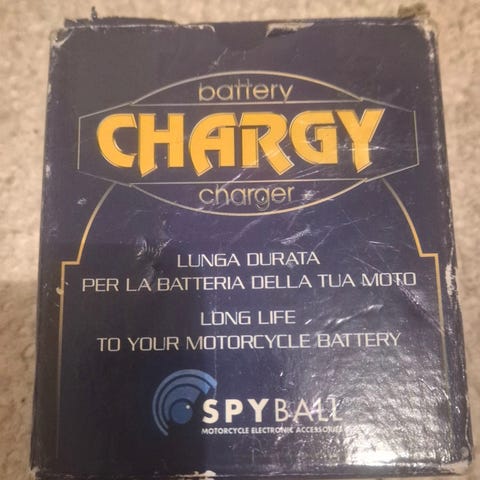 battery
CHARGY
charger
LUNGA DURATA
PER LA BATTERIA DELLA TUA MOTO
LONG LIFE
TO YOUR MOTORCYCLE BATTERY
SPYBALL
MOTORCYCLE ELECTRONIC ACCESSORIES